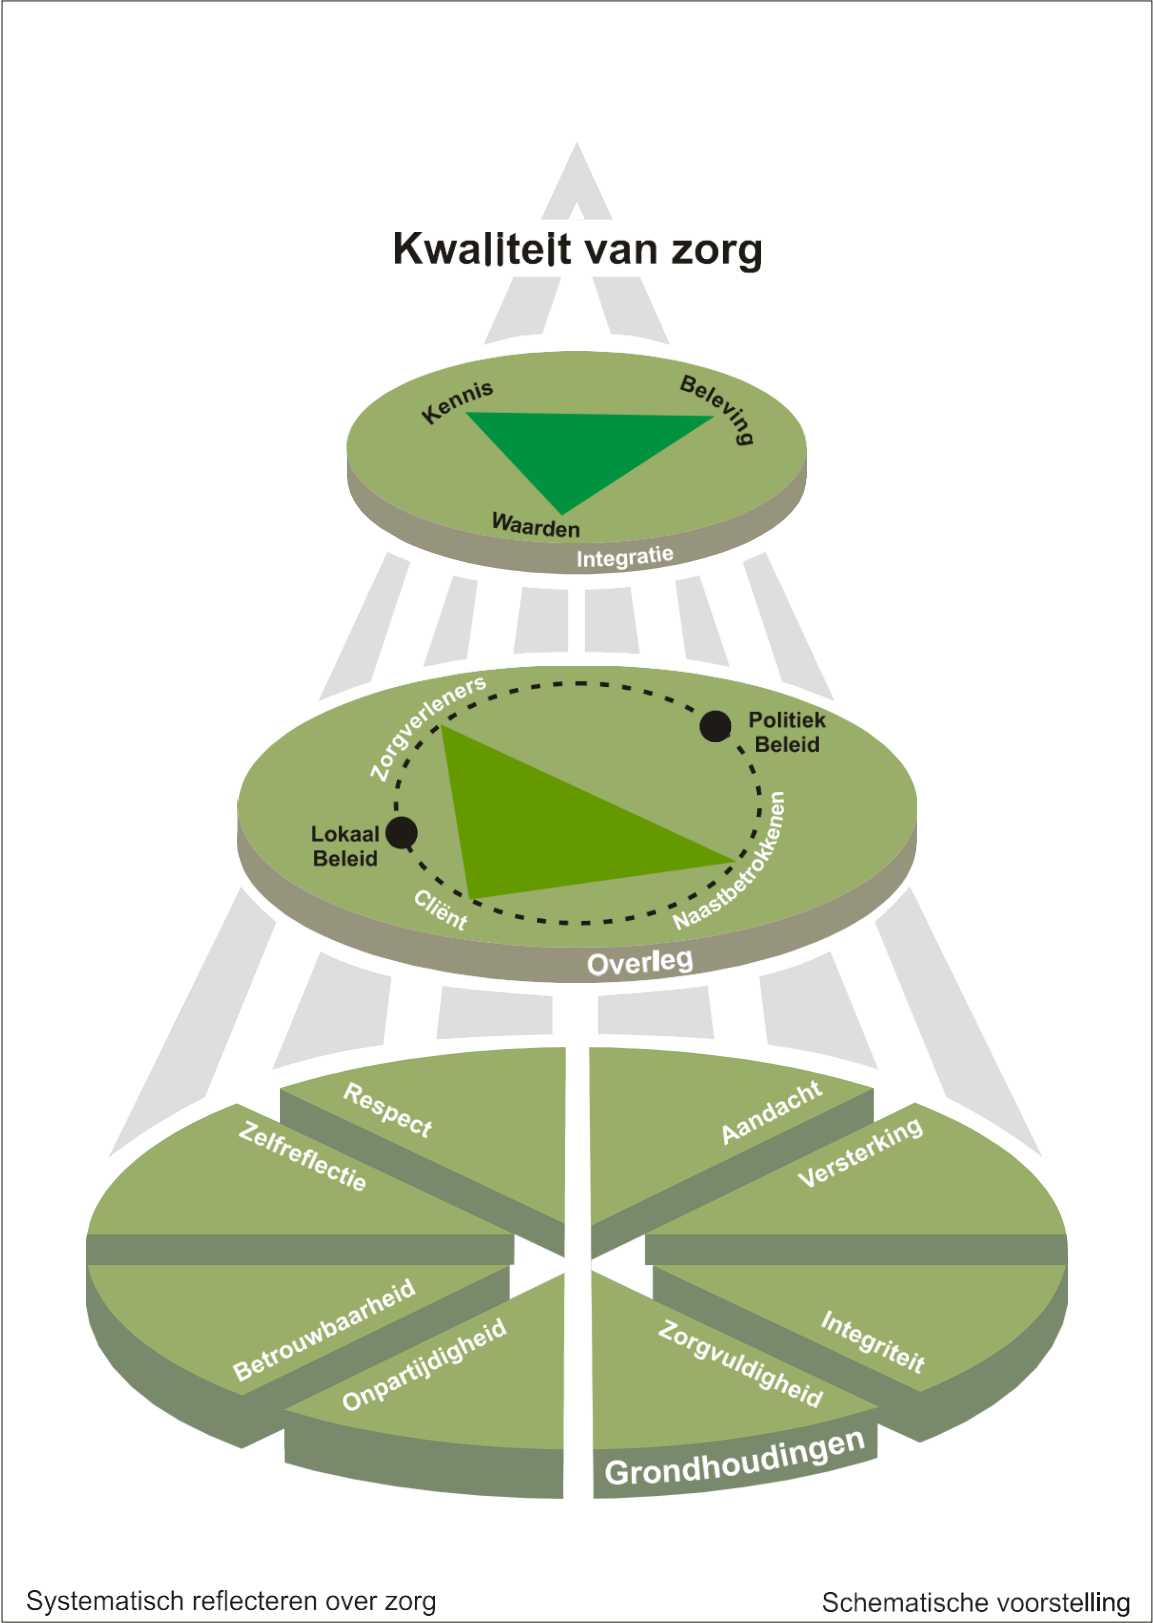 Kwaliteit van zorg
Kennis
Beleving
Waarden
Integratie
Zorgverleners
Politiek
Beleid
Lokaal
Beleid
Cliënt
Naastbetrokkenen
Overleg
Respect
Aandacht
Zelfreflectie
Versterking
Betrouwbaarheid
Onpartijdigheid
Zorgvuldigheid
Integriteit
Grondhoudingen
Systematisch reflecteren over zorg
Schematische voorstelling